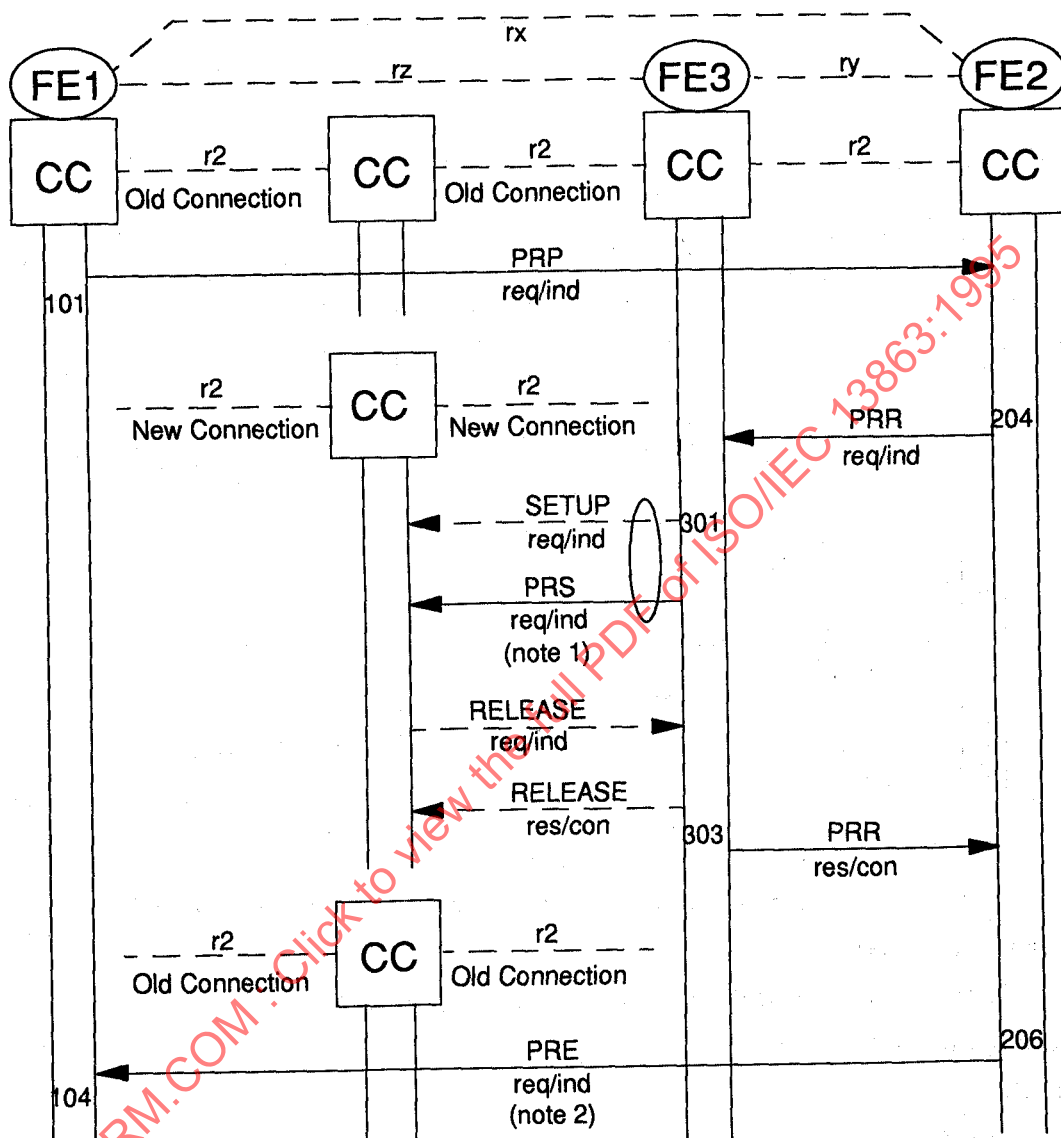 rx
FE1 rz FE3 ry FE2
CC r2 CC r2 CC r2 CC
Old Connection Old Connection
PRP
req/ind
101
r2 CC r2
New Connection New Connection
PRR 204
req/ind
SETUP 301
req/ind
PRS
req/ind
(note 1)
RELEASE
req/ind
RELEASE
res/con
303 PRR
res/con
r2 CC r2
Old Connection Old Connection
PRE 206
req/ind
104
(note 2)
RM.COM : Click to view the full PDF of ISO/IEC 13863:1995